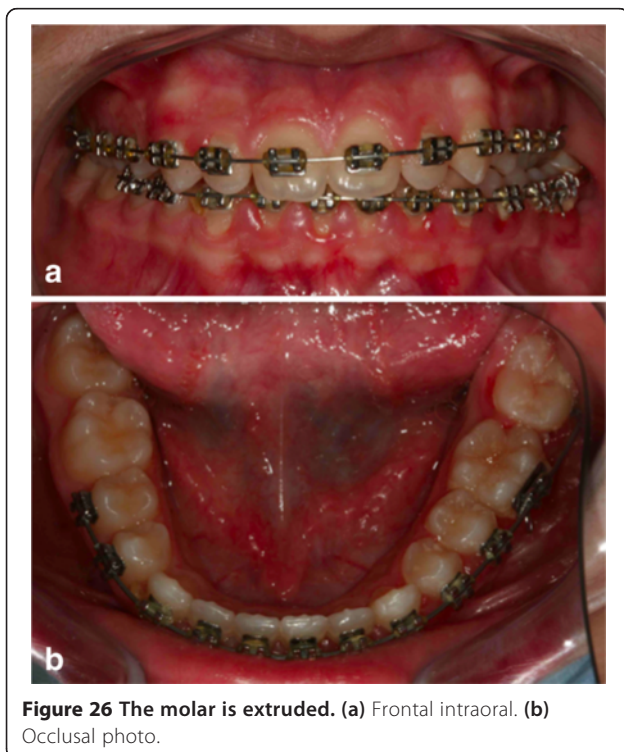 a
b
Figure 26 The molar is extruded. (a) Frontal intraoral. (b)
Occlusal photo.